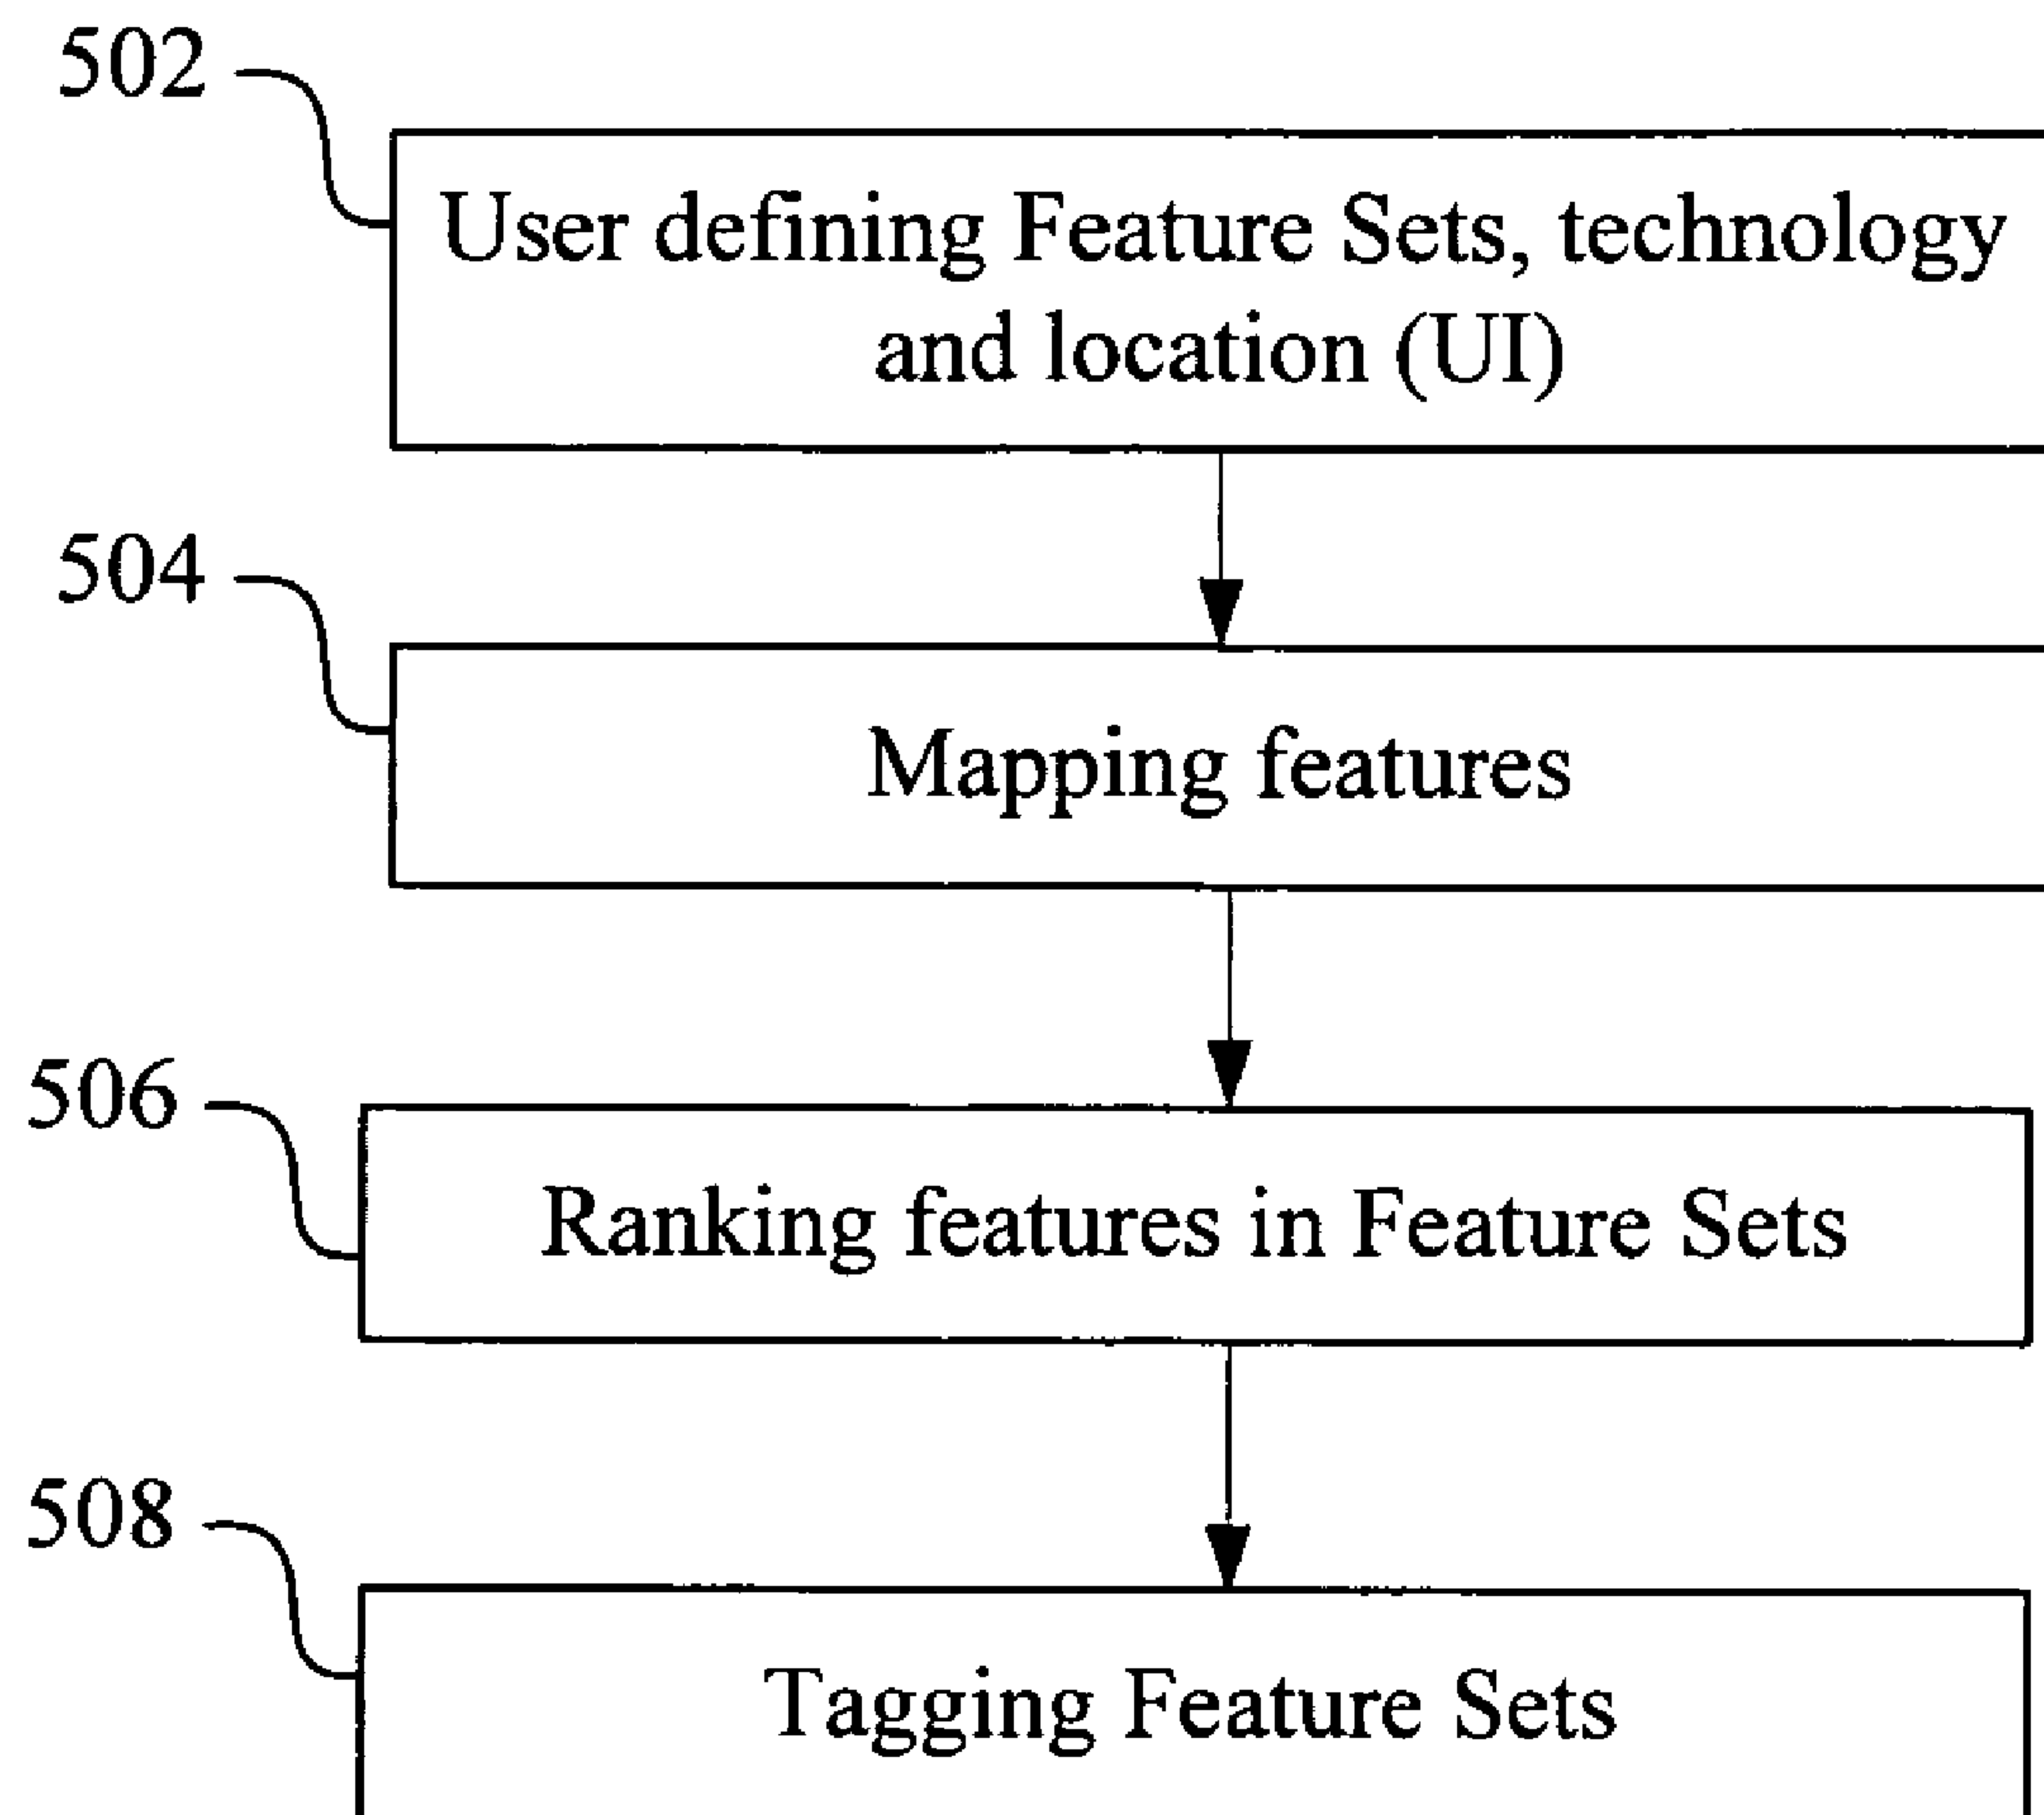 502
User defining Feature Sets, technology
and location (UI)
504
Mapping features
506
Ranking features in Feature Sets
508
Tagging Feature Sets